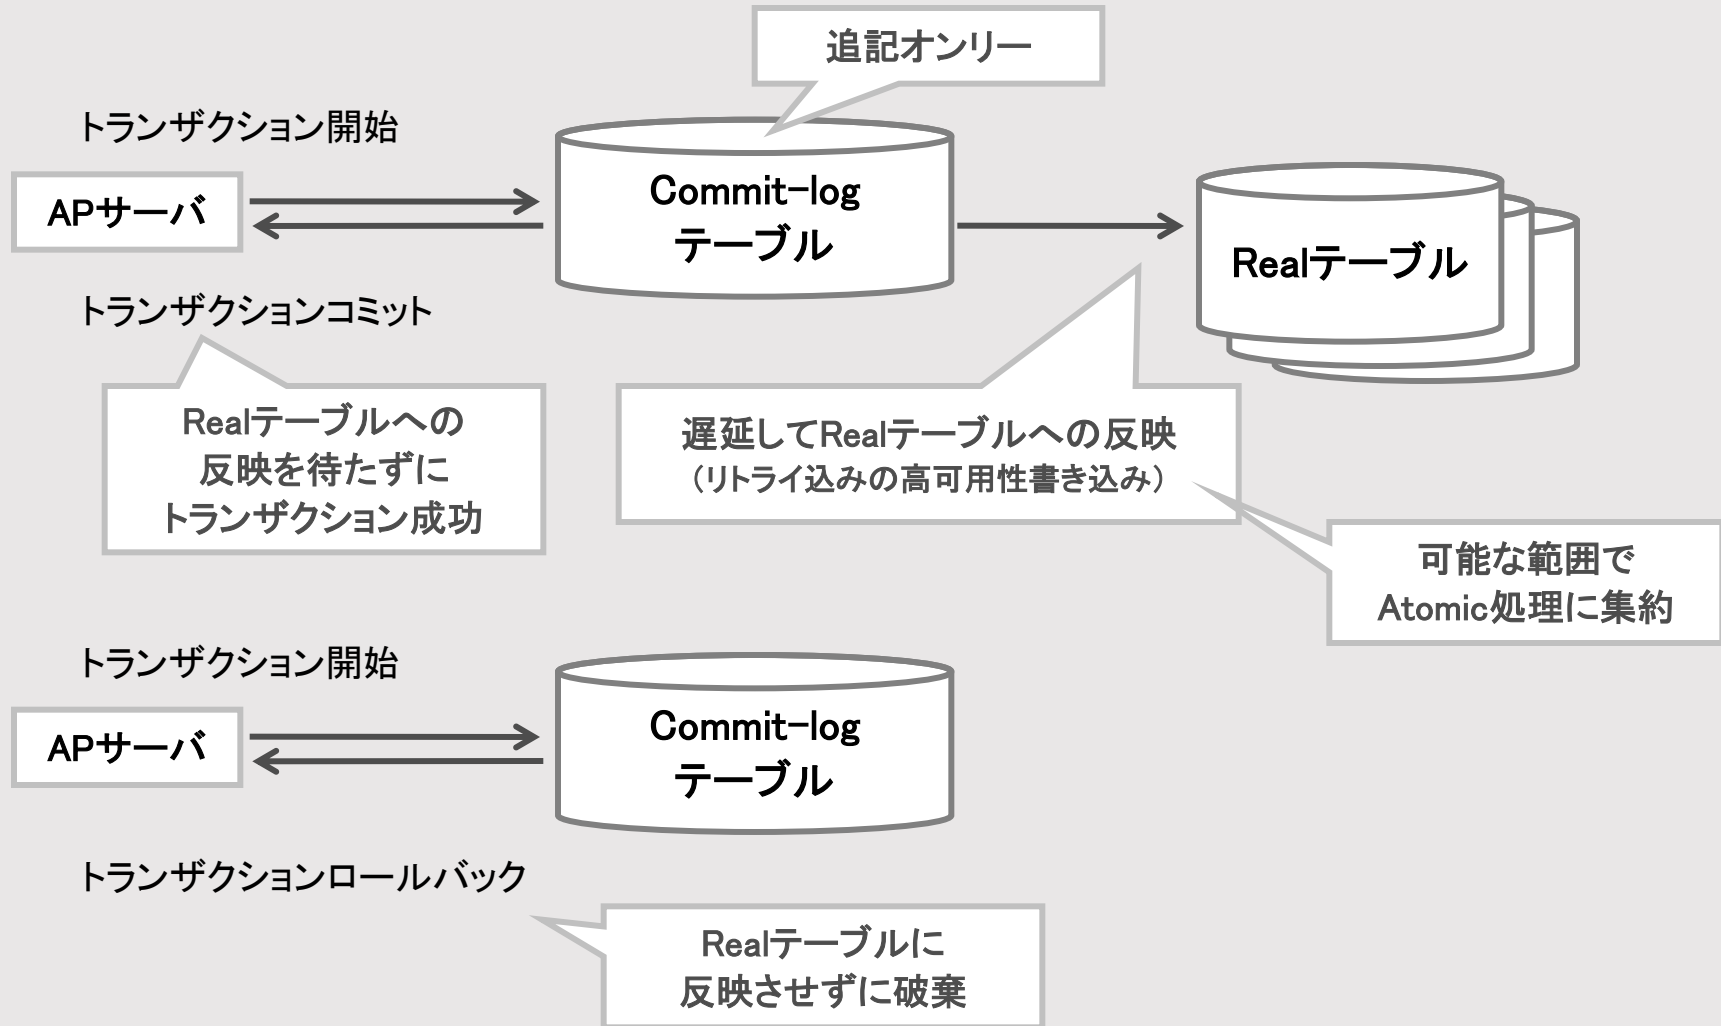 追記オンリー
トランザクション開始
APサーバ
Commit-log
テーブル
Realテーブル
トランザクションコミット
Realテーブルへの
反映を待たずに
トランザクション成功
遅延してRealテーブルへの反映
（リトライ込みの高可用性書き込み）
可能な範囲で
Atomic処理に集約
トランザクション開始
APサーバ
Commit-log
テーブル
トランザクションロールバック
Realテーブルに
反映させずに破棄